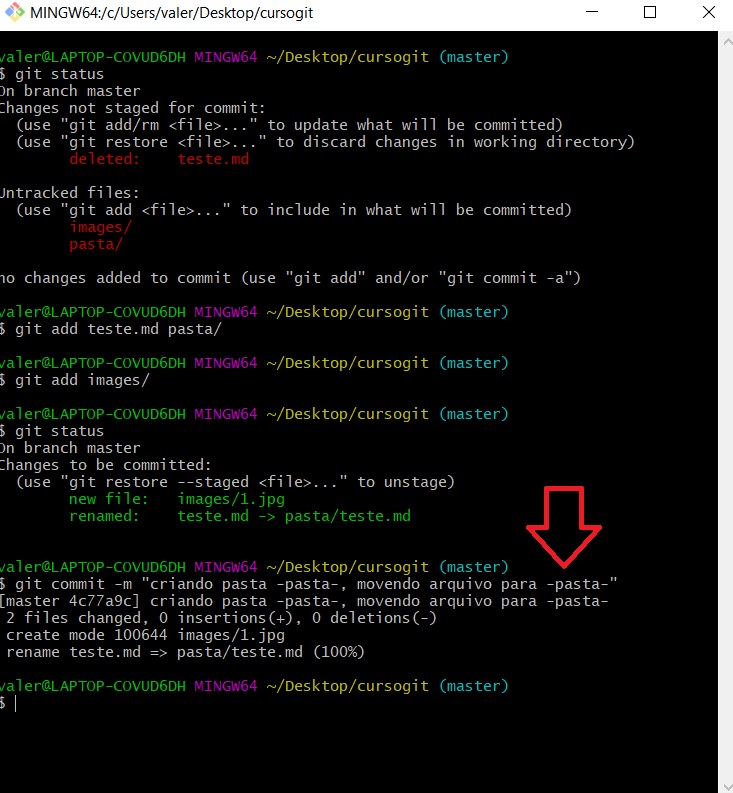 MINGW64:/c/Users/valer/Desktop/cursogit
valer@LAPTOP-COVUD6DH MINGW64 ~/Desktop/cursogit (master)
$ git status
On branch master
Changes not staged for commit:
  (use "git add/rm <file>..." to update what will be committed)
  (use "git restore <file>..." to discard changes in working directory)
        deleted:    teste.md
Untracked files:
  (use "git add <file>..." to include in what will be committed)
        images/
        pasta/
no changes added to commit (use "git add" and/or "git commit -a")
valer@LAPTOP-COVUD6DH MINGW64 ~/Desktop/cursogit (master)
$ git add teste.md pasta/
valer@LAPTOP-COVUD6DH MINGW64 ~/Desktop/cursogit (master)
$ git add images/
valer@LAPTOP-COVUD6DH MINGW64 ~/Desktop/cursogit (master)
$ git status
On branch master
Changes to be committed:
  (use "git restore --staged <file>..." to unstage)
        new file:   images/1.jpg
        renamed:    teste.md -> pasta/teste.md
valer@LAPTOP-COVUD6DH MINGW64 ~/Desktop/cursogit (master)
$ git commit -m "criando pasta -pasta-, movendo arquivo para -pasta-"
[master 4c77a9c] criando pasta -pasta-, movendo arquivo para -pasta-
 2 files changed, 0 insertions(+), 0 deletions(-)
 create mode 100644 images/1.jpg
 rename teste.md => pasta/teste.md (100%)
valer@LAPTOP-COVUD6DH MINGW64 ~/Desktop/cursogit (master)
$